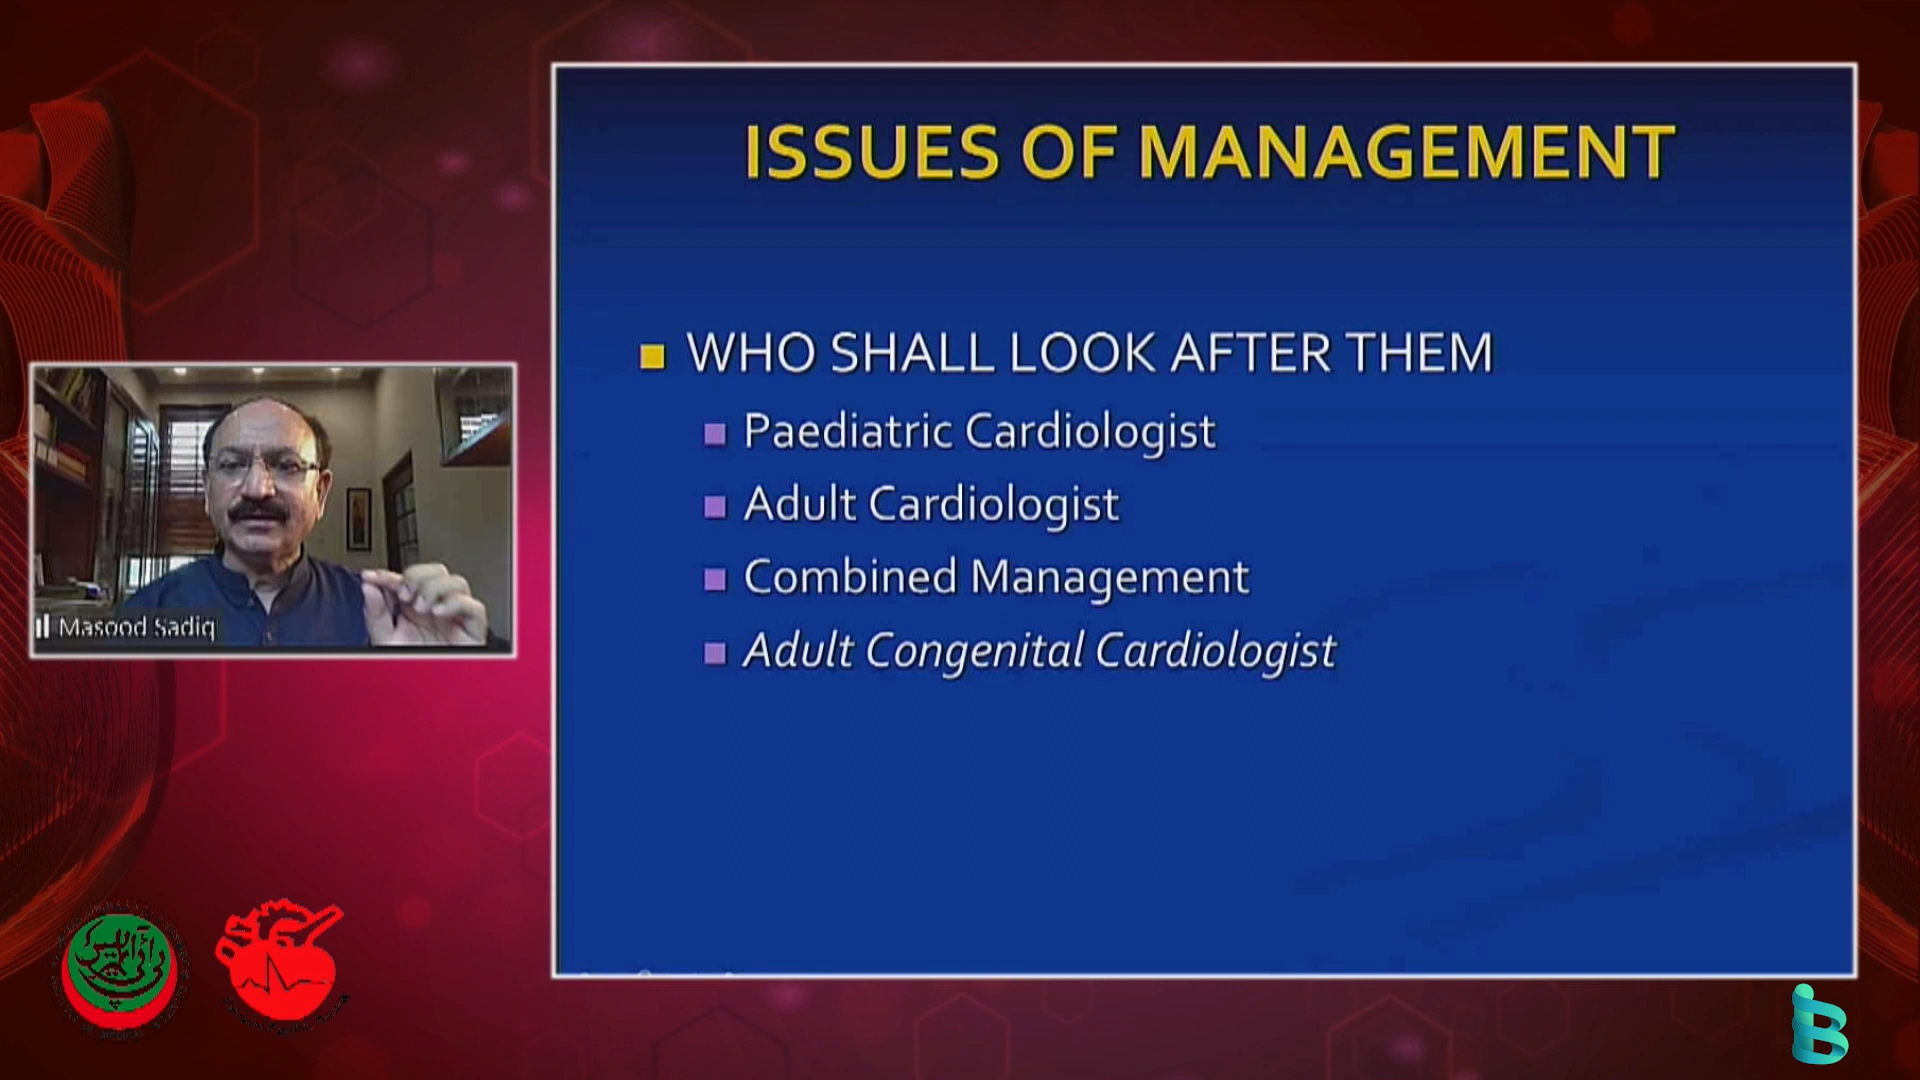 ISSUES OF MANAGEMENT
WHO SHALL LOOK AFTER THEM
Paediatric Cardiologist
Adult Cardiologist
Combined Management
Adult Congenital Cardiologist
Masood Sadiq